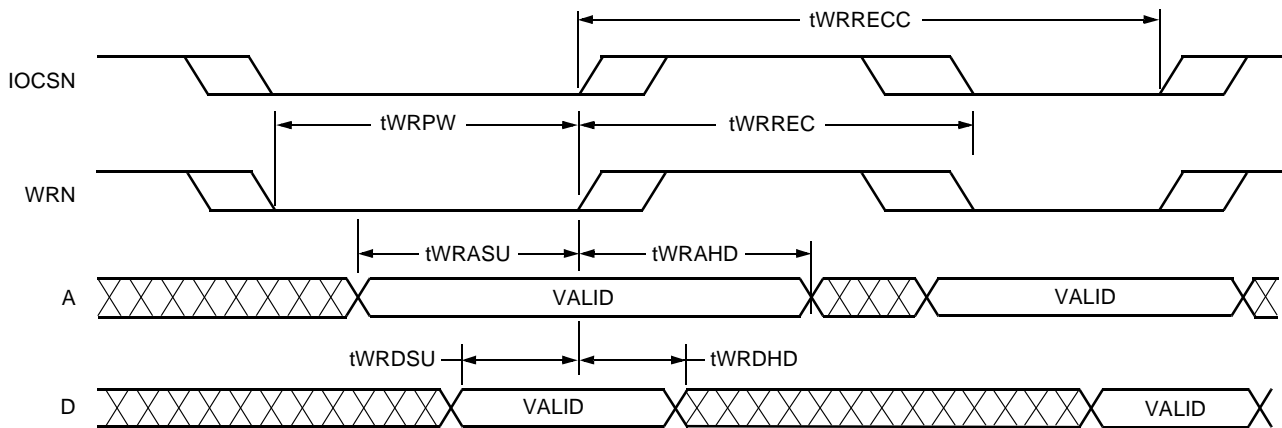 tWRRECC
IOCSN
tWRPW
tWRREC
WRN
tWRASU
tWRAHD
A
VALID
VALID
tWRDSU
tWRDHD
D
VALID
VALID